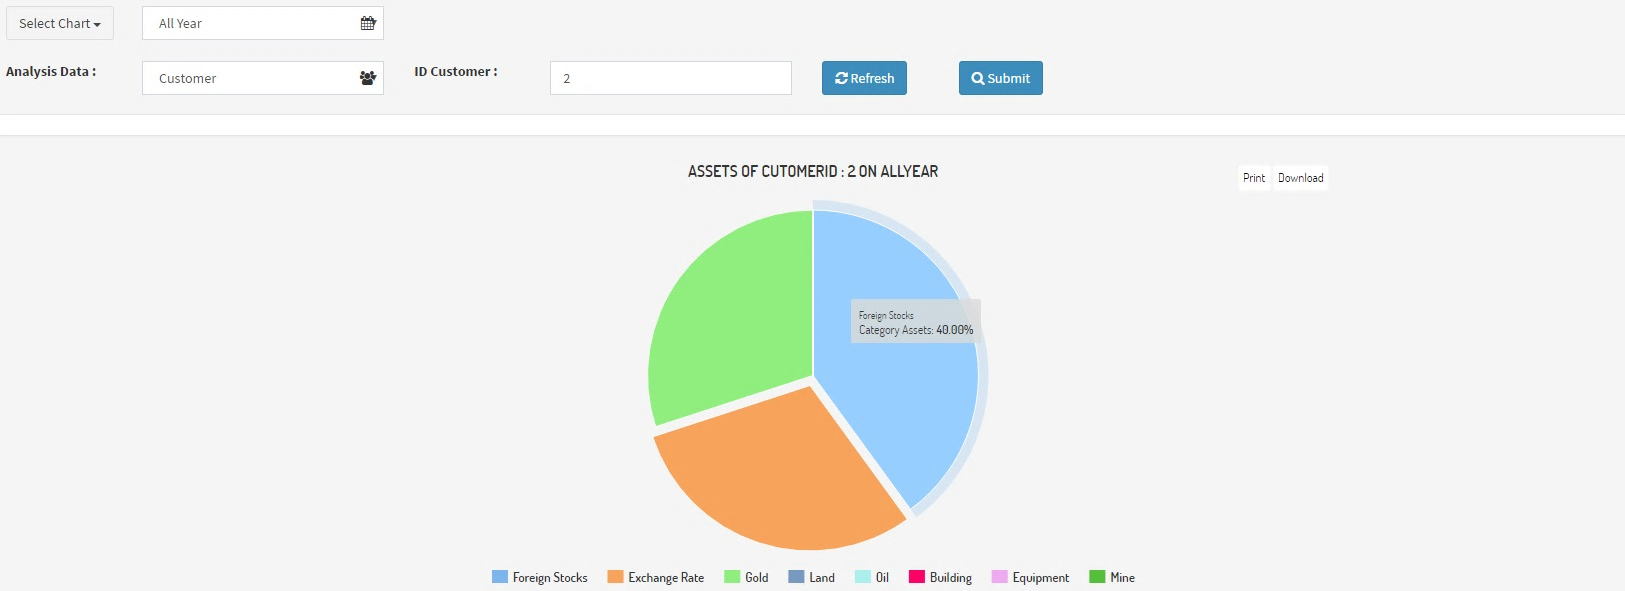 Select Chart
All Year
Analysis Data :
Customer
ID Customer :
2
Refresh
Submit
ASSETS OF CUTOMERID : 2 ON ALLYEAR
Print
Download
Foreign Stocks
Category Assets: 40.00%
Foreign Stocks
Exchange Rate
Gold
Land
Oil
Building
Equipment
Mine